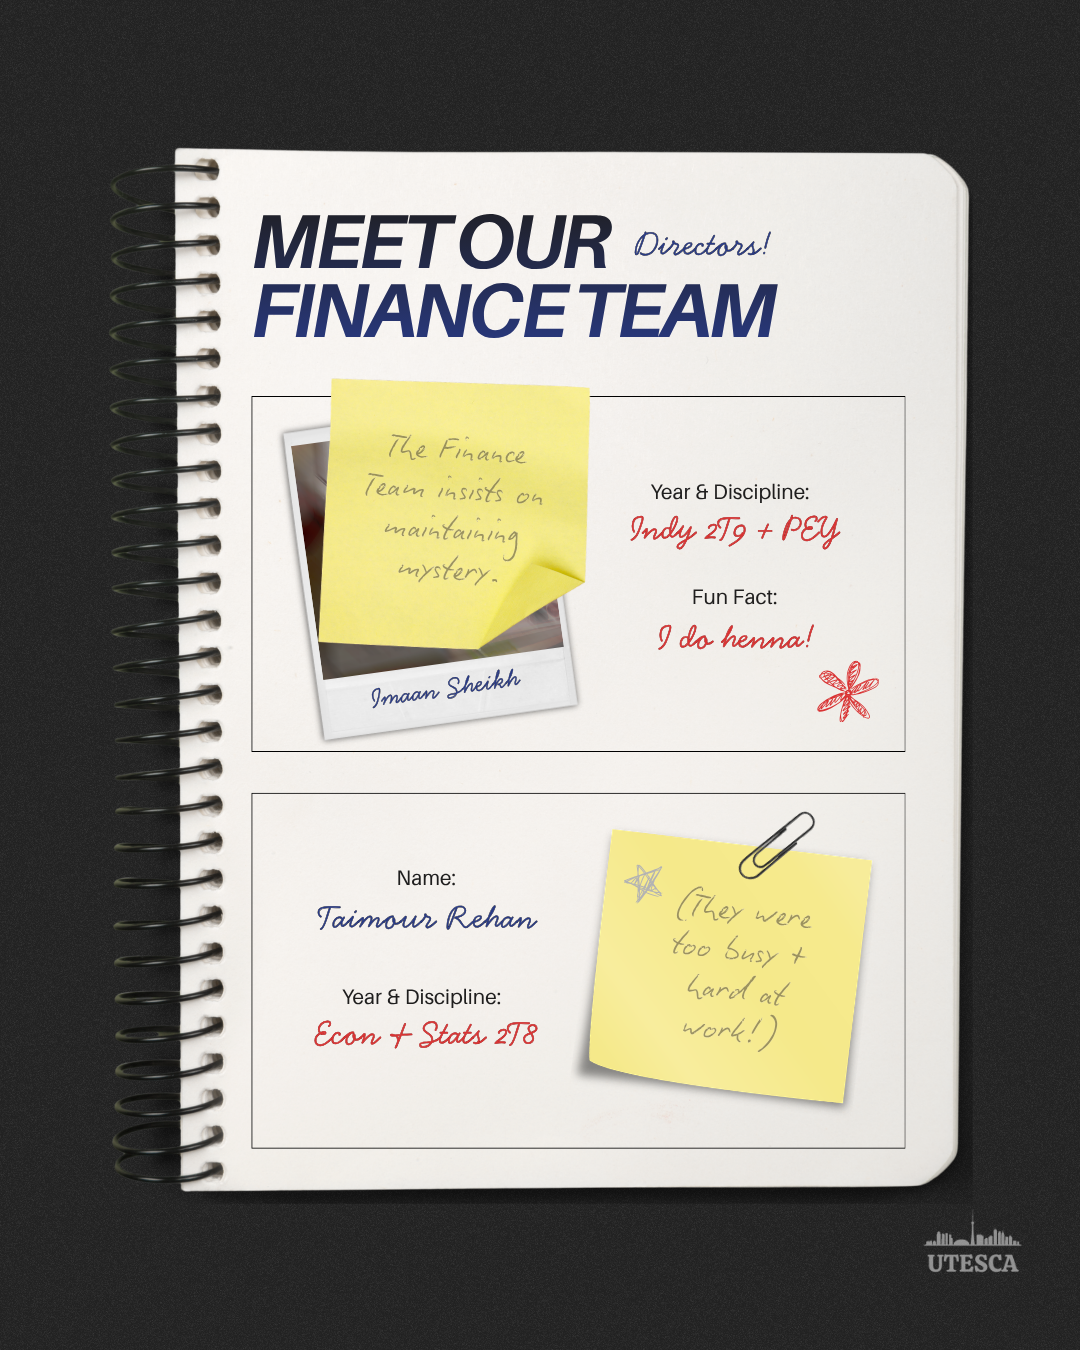 MEET OUR Directors!
FINANCE TEAM
The Finance
Team insists on
maintaining
mystery.
Imaan Sheikh
Year & Discipline:
Indy 2T9 + PEY
Fun Fact:
I do henna!
Name:
Taimour Rehan
Year & Discipline:
Econ + Stats 2T8
(They were
too busy +
hard at
work!)
UTESCA